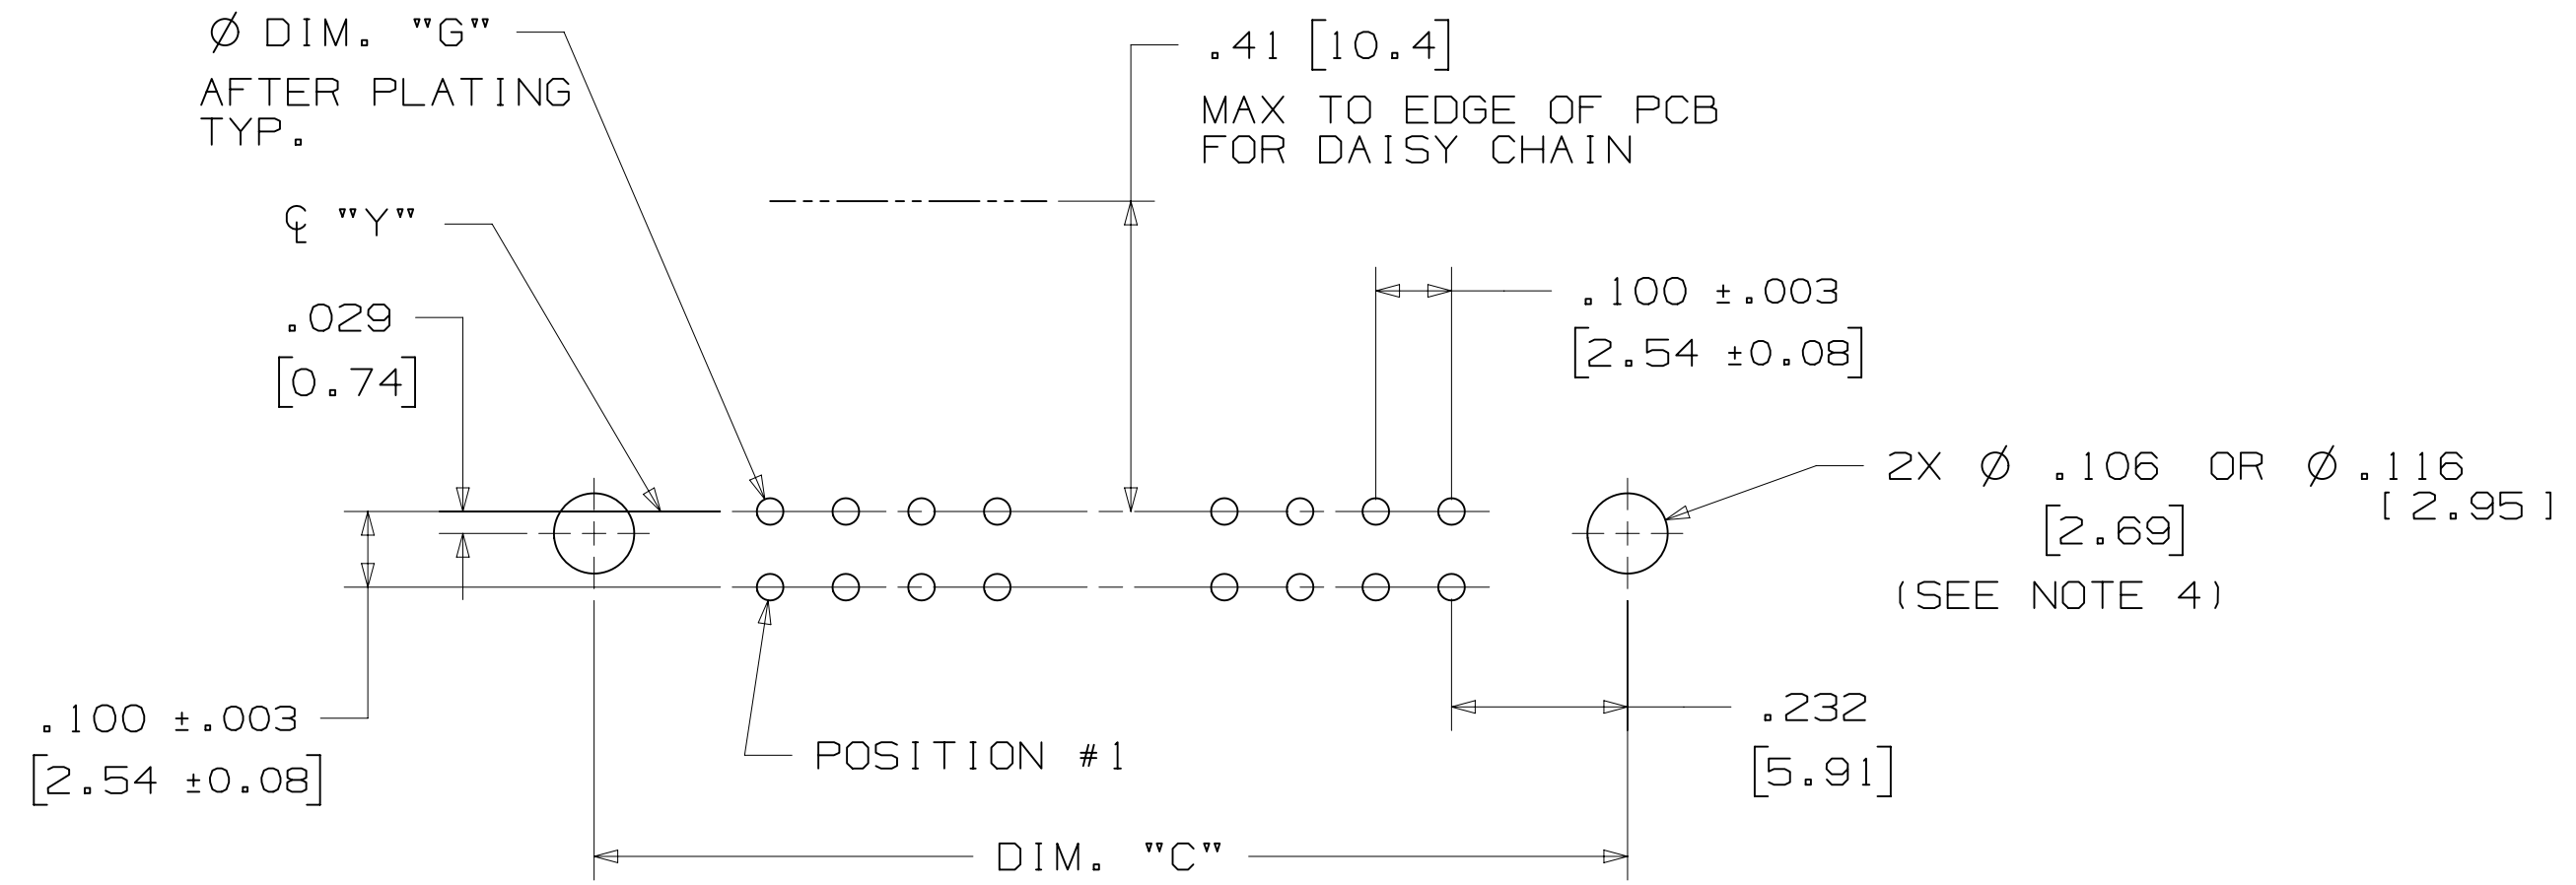 Ø DIM. "G"
AFTER PLATING
TYP.
.41 [10.4]
MAX TO EDGE OF PCB
FOR DAISY CHAIN
℄ "Y"
.029
[0.74]
.100 ±.003
[2.54 ±0.08]
2X Ø .106 OR Ø .116
[2.69] [2.95]
(SEE NOTE 4)
.100 ±.003
[2.54 ±0.08]
POSITION #1
.232
[5.91]
DIM. "C"